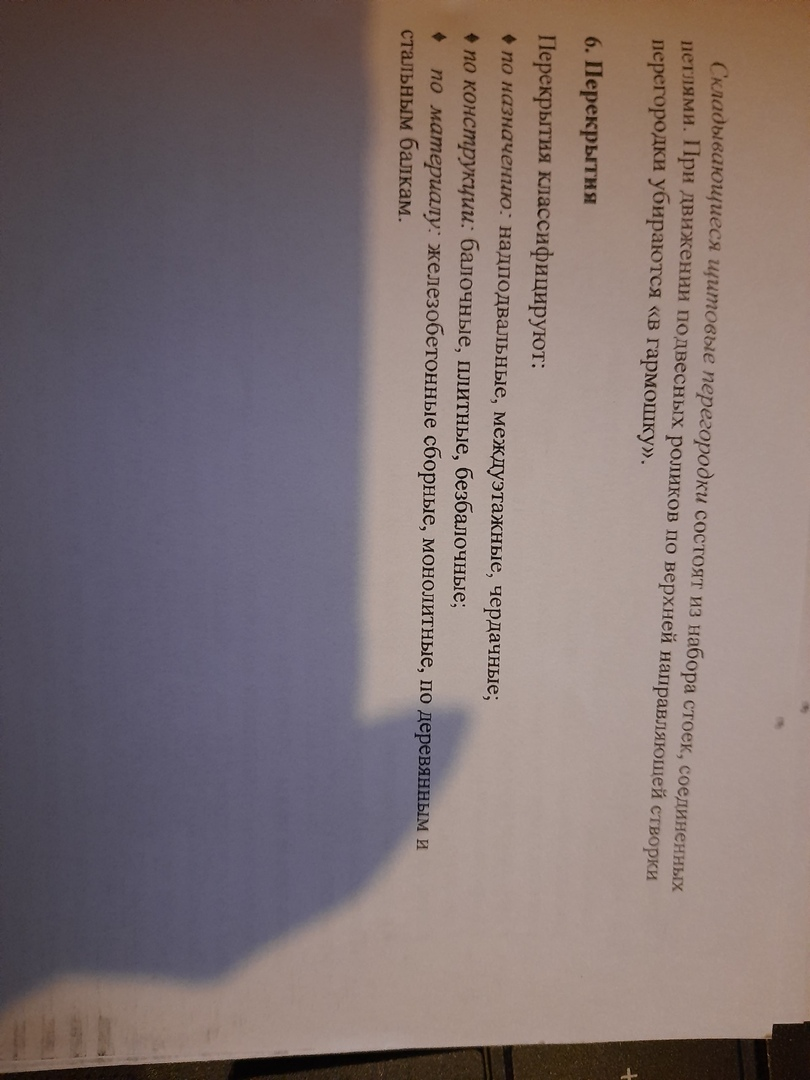 Складывающиеся щитовые перегородки состоят из набора стоек, соединенных
петлями. При движении подвесных роликов по верхней направляющей створки
перегородки убираются «в гармошку».
6. Перекрытия
Перекрытия классифицируют:
♦ по назначению: надподвальные, междуэтажные, чердачные;
♦ по конструкции: балочные, плитные, безбалочные;
♦ по материалу: железобетонные сборные, монолитные, по деревянным и
стальным балкам.